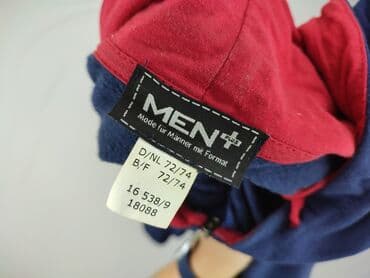 MEN+
Mode für Männer mit Format
D/NL 72/74
B/F 72/74
16 538/9
18088